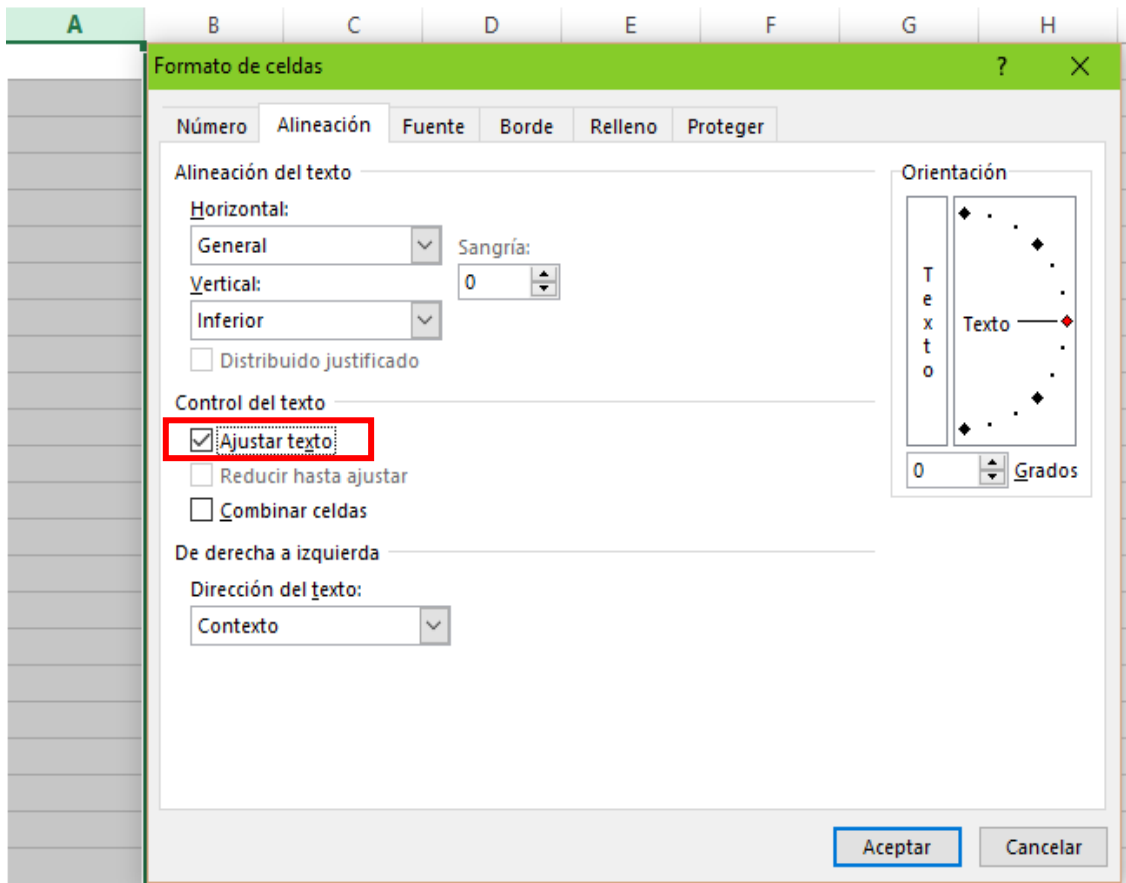 A B C D E F G H
Formato de celdas ?
Número Alineación Fuente Borde Relleno Proteger
Alineación del texto
Horizontal:
General
Sangría:
0
Vertical:
Inferior
Distribuido justificado
Control del texto
Ajustar texto
Reducir hasta ajustar
Combinar celdas
De derecha a izquierda
Dirección del texto:
Contexto
Orientación
Texto
Texto
0 Grados
Aceptar Cancelar